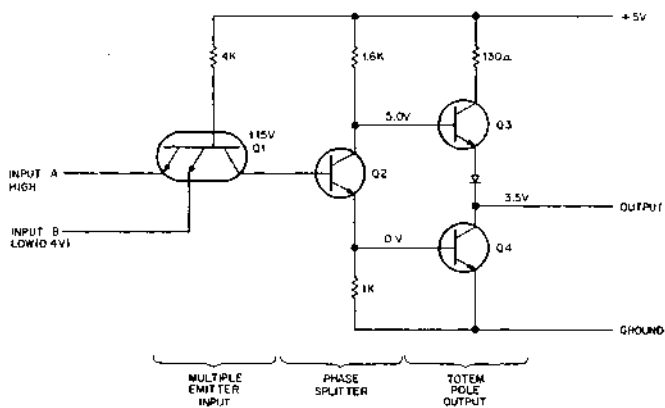 +5V
4K
1.6K
130Ω
+1.15V
Q1
5.0V
Q3
INPUT A
HIGH
Q2
3.5V
OUTPUT
INPUT B
LOW(0.4V)
0V
Q4
1K
GROUND
MULTIPLE
EMITTER
INPUT
PHASE
SPLITTER
TOTEM
POLE
OUTPUT